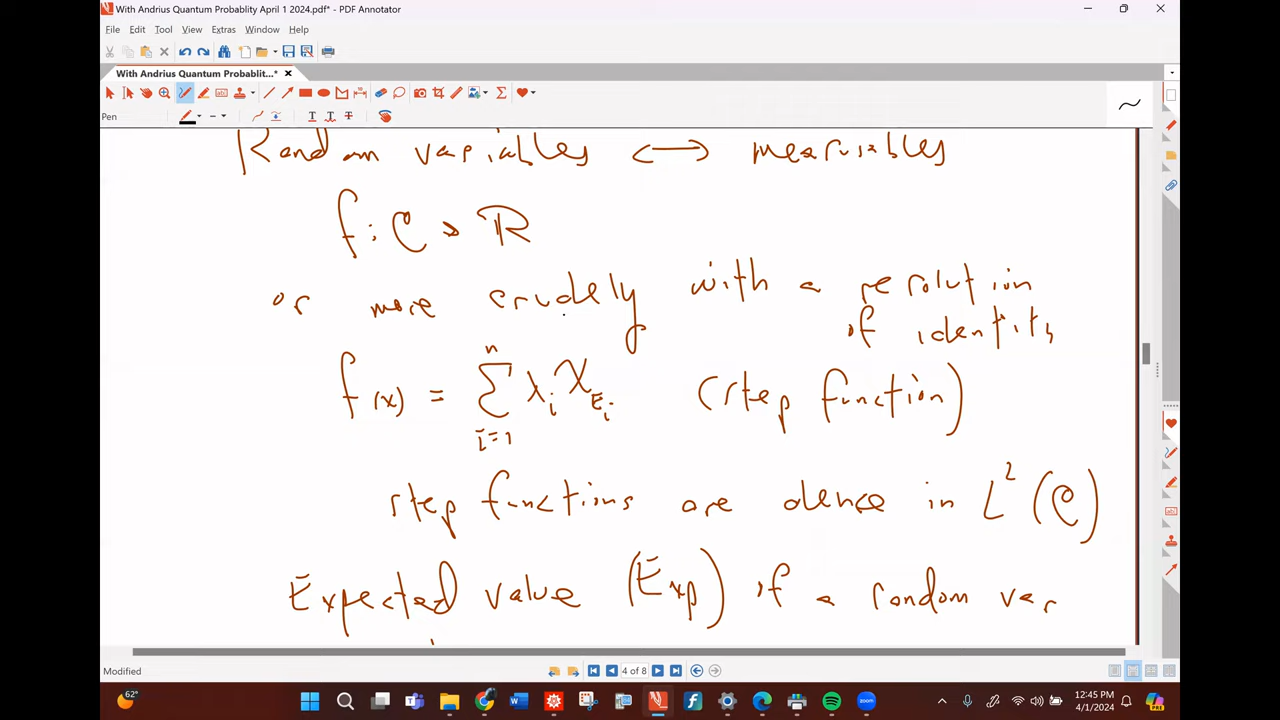 With Andrius Quantum Probablity April 1 2024.pdf* - PDF Annotator
File Edit Tool View Extras Window Help
With Andrius Quantum Probablit...*
Pen
Random variables ⟷ measurables
f : C → ℝ
or more crudely with a resolution
of identity
f(x) = ∑_{i=1}^{n} λ_i χ_{E_i} (step function)
step functions are dence in L² (C)
Expected value (Exp) of a random var
Modified
4 of 8
62°
12:45 PM
4/1/2024